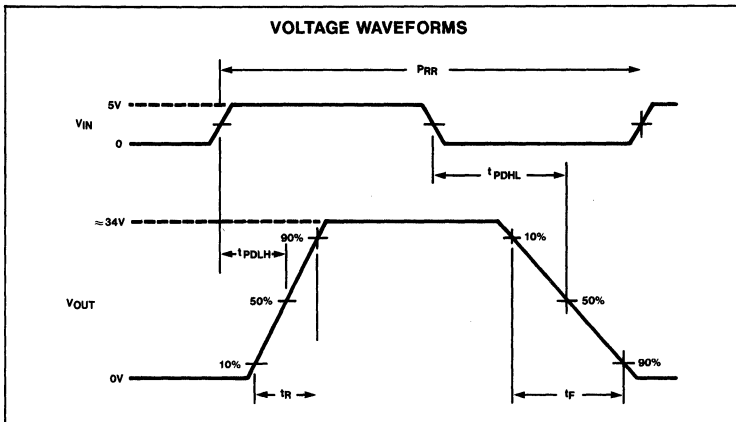 VOLTAGE WAVEFORMS
PRR
5V
VIN
0
tPDHL
≈34V
90%
tPDLH
10%
50%
50%
VOUT
10%
90%
0V
tR
tF